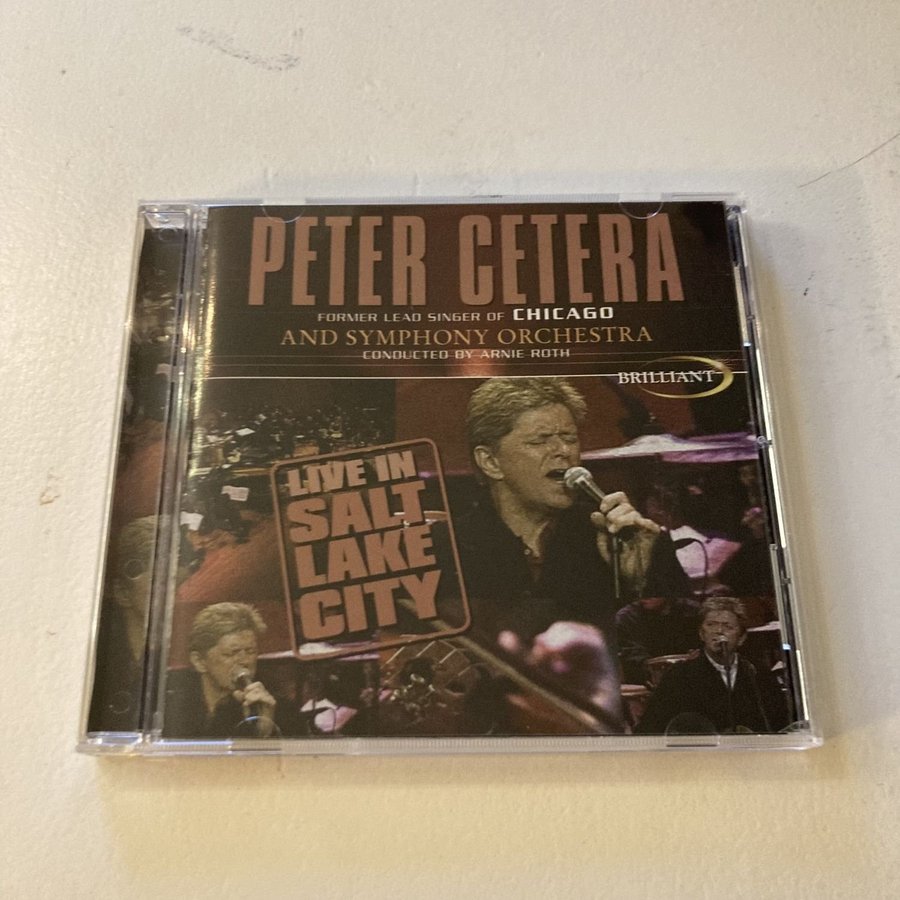 PETER CETERA
FORMER LEAD SINGER OF CHICAGO
AND SYMPHONY ORCHESTRA
CONDUCTED BY ARNIE ROTH
BRILLIANT
LIVE IN
SALT
LAKE
CITY